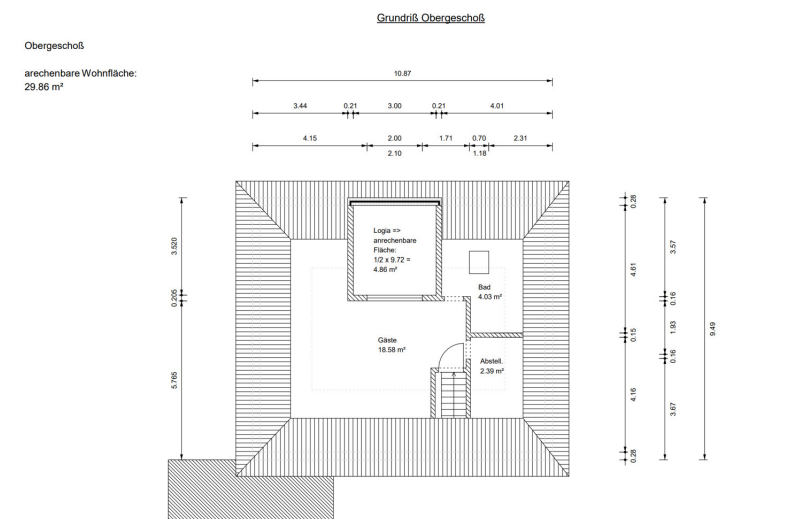 Grundriß Obergeschoß
Obergeschoß
arechenbare Wohnfläche:
29.86 m²
10.87
3.44 0.21 3.00 0.21 4.01
4.15 2.00 1.71 0.70 2.31
2.10 1.18
Logia =>
anrechenbare
Fläche:
1/2 x 9.72 =
4.86 m²
Bad
4.03 m²
Gäste
18.58 m²
Abstell.
2.39 m²
3.520
0.205
5.765
0.28
4.61
0.15
4.16
0.28
3.57
0.16
1.93
0.16
3.67
9.49